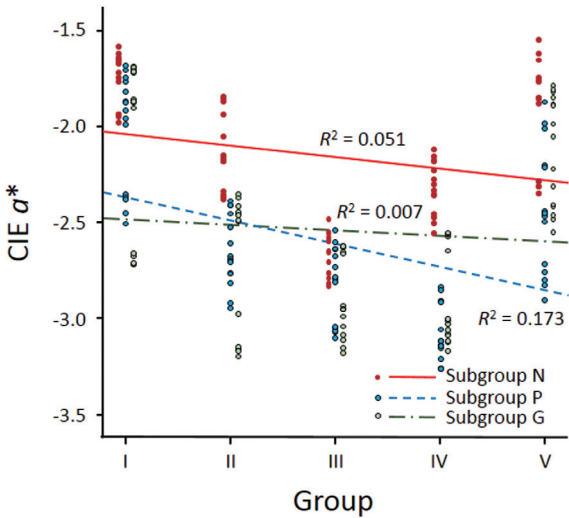 -1.5
-2.0
-2.5
-3.0
-3.5
CIE a*
R² = 0.051
R² = 0.007
R² = 0.173
Subgroup N
Subgroup P
Subgroup G
I II III IV V
Group